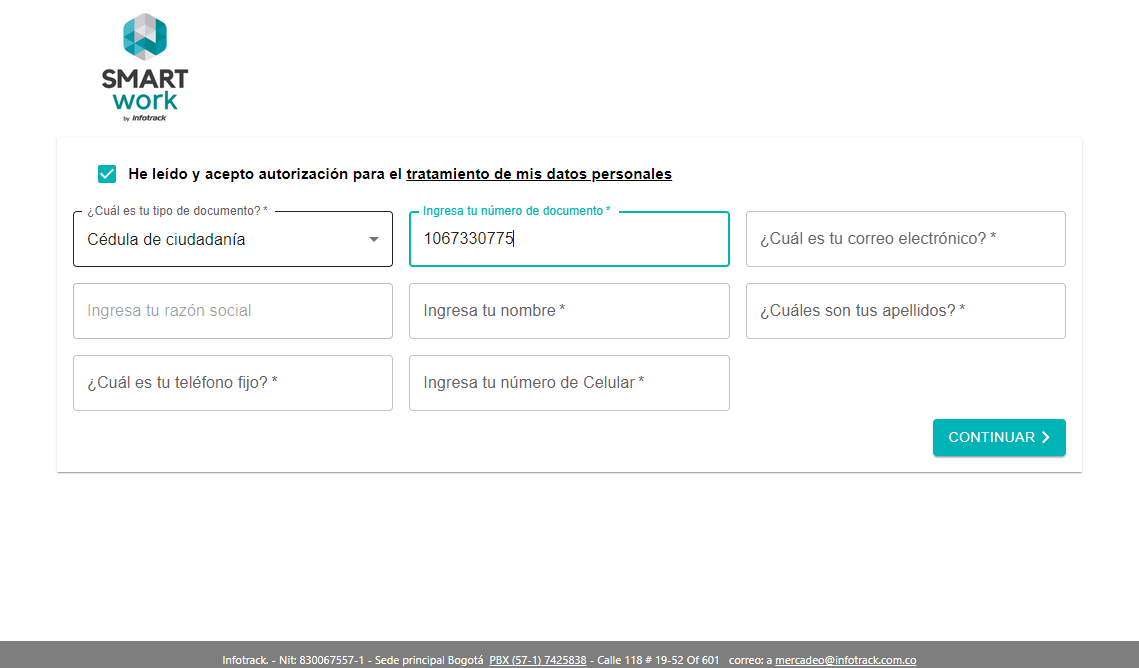 SMART
work
by infotrack
He leído y acepto autorización para el tratamiento de mis datos personales
¿Cuál es tu tipo de documento? *
Cédula de ciudadanía
Ingresa tu número de documento *
1067330775
¿Cuál es tu correo electrónico? *
Ingresa tu razón social
Ingresa tu nombre *
¿Cuáles son tus apellidos? *
¿Cuál es tu teléfono fijo? *
Ingresa tu número de Celular *
CONTINUAR
Infotrack. - Nit: 830067557-1 - Sede principal Bogotá PBX (57-1) 7425838 - Calle 118 # 19-52 Of 601 correo: a mercadeo@infotrack.com.co